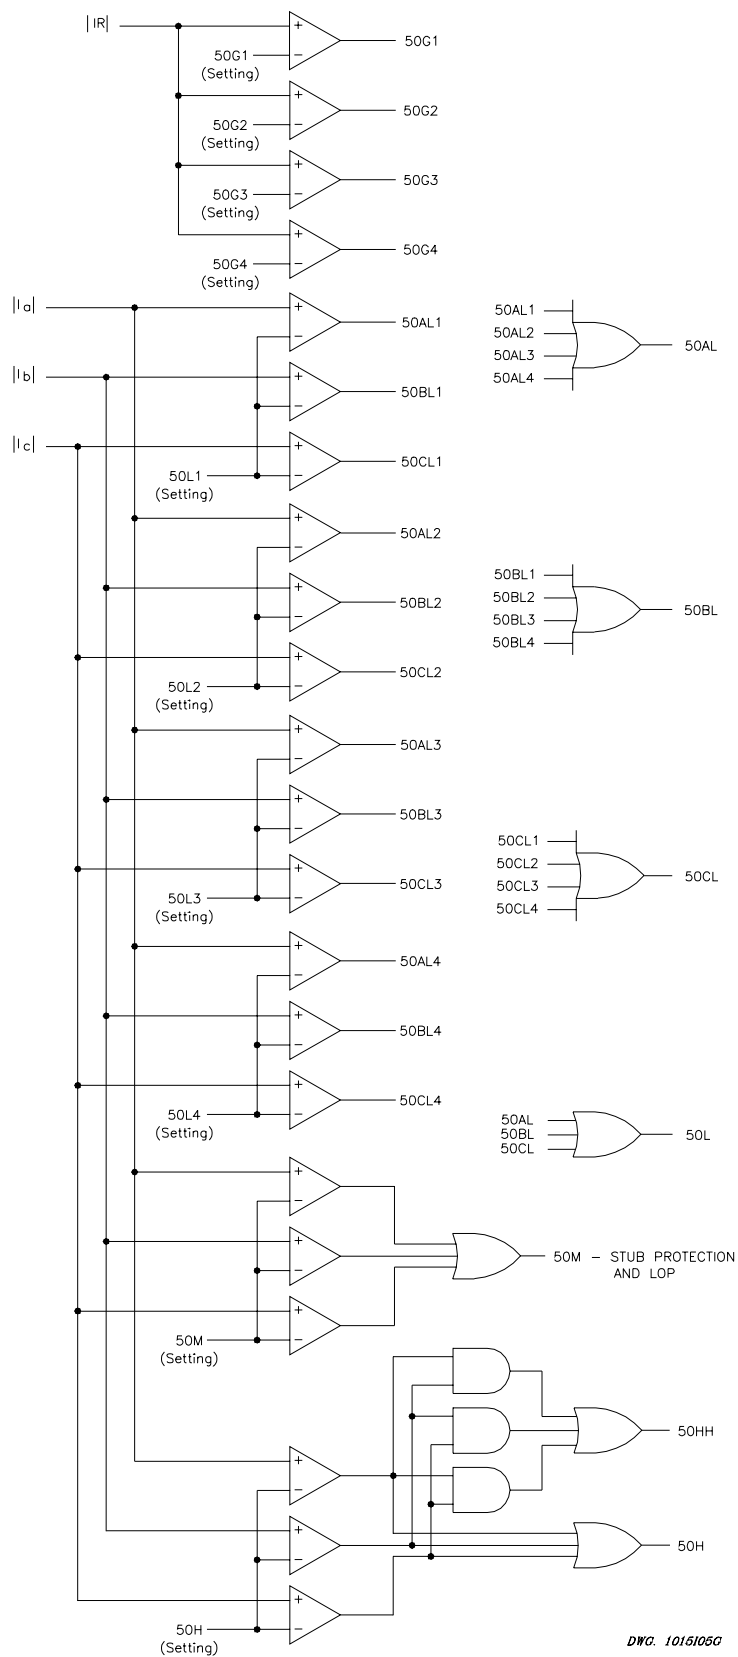 |IR|
+
50G1
50G1
−
(Setting)
+
50G2
50G2
−
(Setting)
+
50G3
50G3
−
(Setting)
+
50G4
50G4
−
(Setting)
|Ia|
+
50AL1
−
|Ib|
+
50BL1
−
|Ic|
+
50CL1
50L1
−
(Setting)
+
50AL2
−
+
50BL2
−
+
50CL2
50L2
−
(Setting)
+
50AL3
−
+
50BL3
−
+
50CL3
50L3
−
(Setting)
+
50AL4
−
+
50BL4
−
+
50CL4
50L4
−
(Setting)
+
−
+
−
+
50M
−
(Setting)
50M − STUB PROTECTION
AND LOP
+
−
+
−
+
50H
−
(Setting)
50HH
50H
50AL1
50AL2
50AL3
50AL4
50AL
50BL1
50BL2
50BL3
50BL4
50BL
50CL1
50CL2
50CL3
50CL4
50CL
50AL
50BL
50CL
50L
DWG. 1015I05G